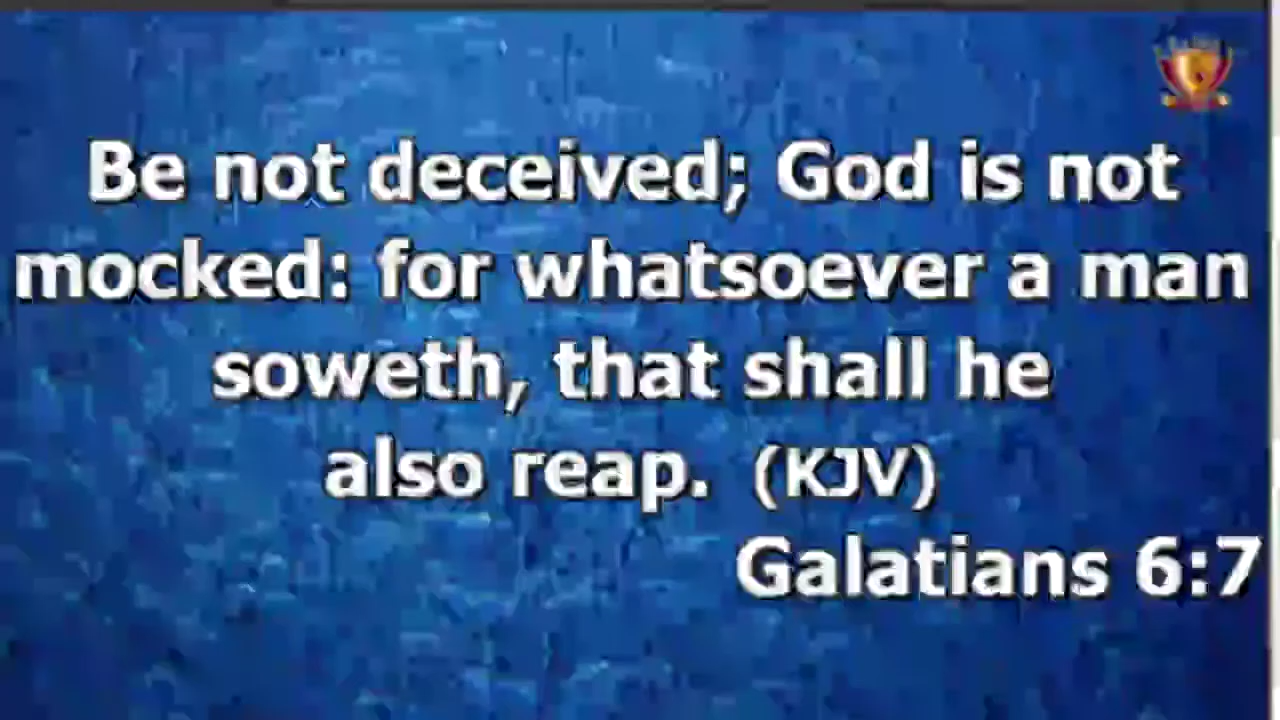 Be not deceived; God is not
mocked: for whatsoever a man
soweth, that shall he
also reap. (KJV)
Galatians 6:7